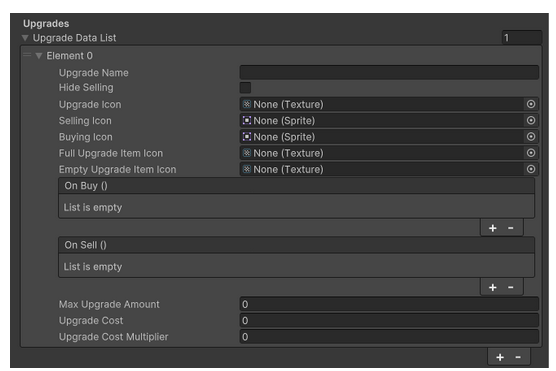 Upgrades
Upgrade Data List 1
Element 0
Upgrade Name
Hide Selling
Upgrade Icon None (Texture)
Selling Icon None (Sprite)
Buying Icon None (Sprite)
Full Upgrade Item Icon None (Texture)
Empty Upgrade Item Icon None (Texture)
On Buy ()
List is empty
+ -
On Sell ()
List is empty
+ -
Max Upgrade Amount 0
Upgrade Cost 0
Upgrade Cost Multiplier 0
+ -